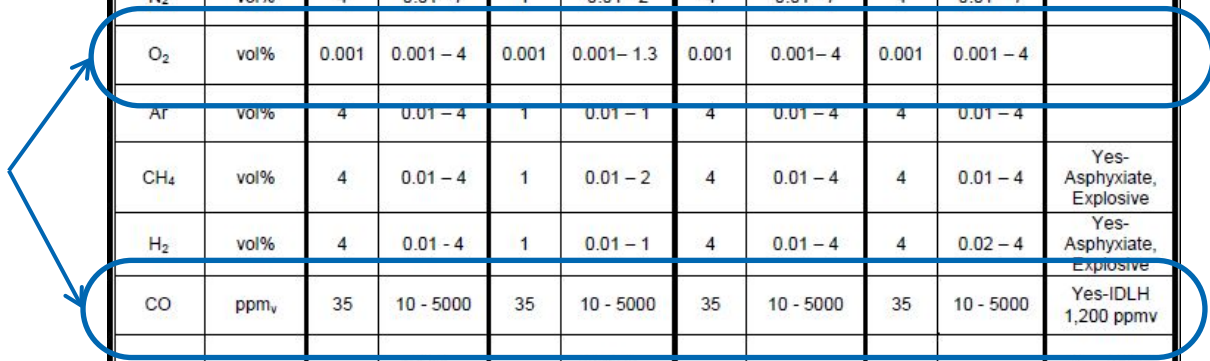 O₂ vol% 0.001 0.001 – 4 0.001 0.001– 1.3 0.001 0.001– 4 0.001 0.001 – 4
Ar vol% 4 0.01 – 4 1 0.01 – 1 4 0.01 – 4 4 0.01 – 4
CH₄ vol% 4 0.01 – 4 1 0.01 – 2 4 0.01 – 4 4 0.01 – 4 Yes-
Asphyxiate,
Explosive
H₂ vol% 4 0.01 - 4 1 0.01 – 1 4 0.01 – 4 4 0.02 – 4 Yes-
Asphyxiate,
Explosive
CO ppmᵥ 35 10 - 5000 35 10 - 5000 35 10 - 5000 35 10 - 5000 Yes-IDLH
1,200 ppmv